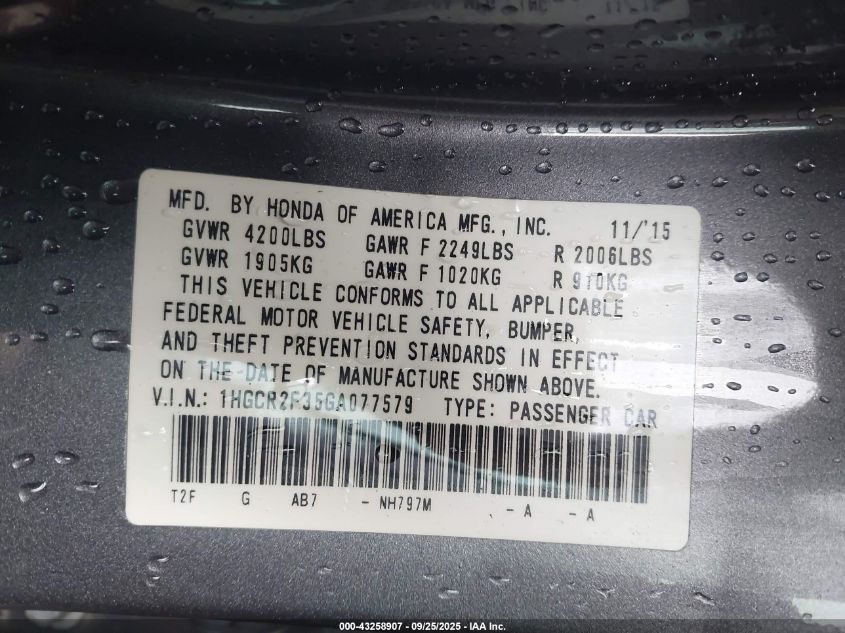 MFD. BY HONDA OF AMERICA MFG., INC. 11/'15
GVWR 4200LBS GAWR F 2249LBS R 2006LBS
GVWR 1905KG GAWR F 1020KG R 910KG
THIS VEHICLE CONFORMS TO ALL APPLICABLE
FEDERAL MOTOR VEHICLE SAFETY, BUMPER,
AND THEFT PREVENTION STANDARDS IN EFFECT
ON THE DATE OF MANUFACTURE SHOWN ABOVE.
V.I.N.: 1HGCR2F35GA077579 TYPE: PASSENGER CAR
T2F G AB7 - NH797M - A - A
000-43258907 - 09/25/2025 - IAA Inc.